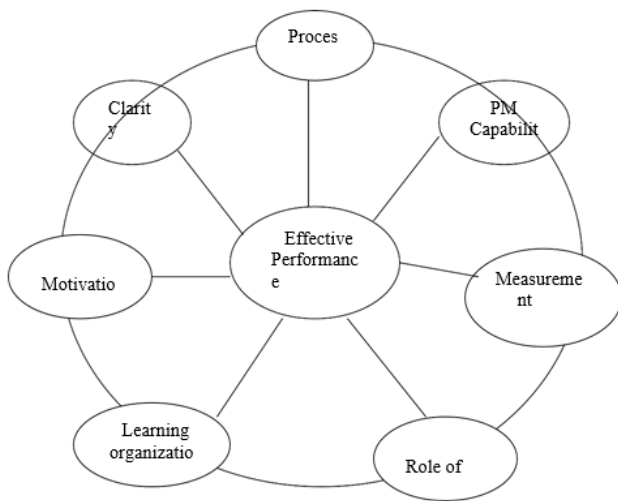 Proces
Clarit
y
PM
Capabilit
Effective
Performanc
e
Motivatio
Measureme
nt
Learning
organizatio
Role of